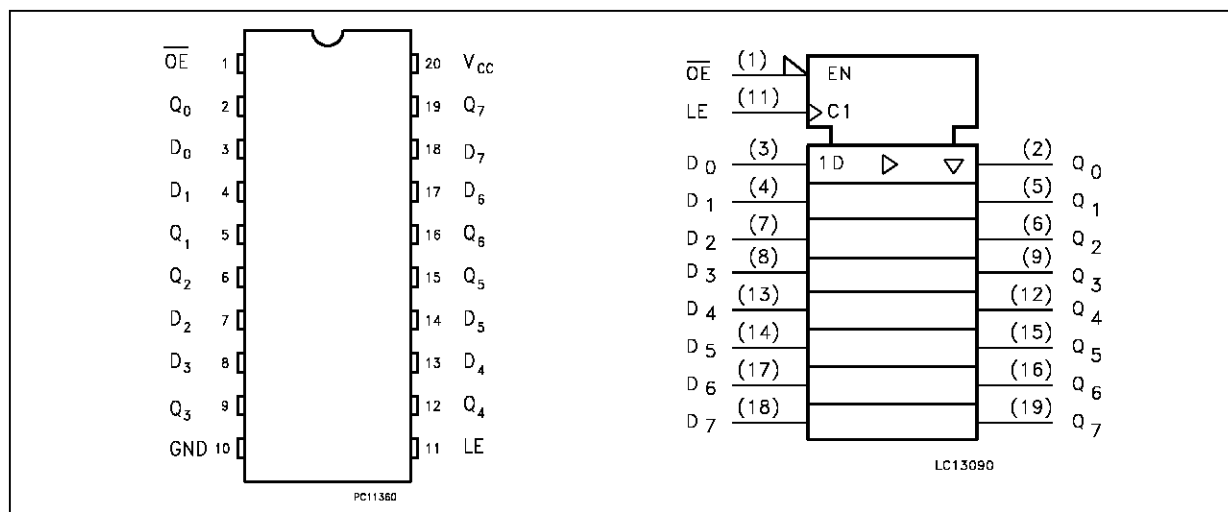 OE 1 20 VCC
Q0 2 19 Q7
D0 3 18 D7
D1 4 17 D6
Q1 5 16 Q6
Q2 6 15 Q5
D2 7 14 D5
D3 8 13 D4
Q3 9 12 Q4
GND 10 11 LE
PC11360
OE (1) EN
LE (11) C1
D0 (3) 1D (2) Q0
D1 (4) (5) Q1
D2 (7) (6) Q2
D3 (8) (9) Q3
D4 (13) (12) Q4
D5 (14) (15) Q5
D6 (17) (16) Q6
D7 (18) (19) Q7
LC13090